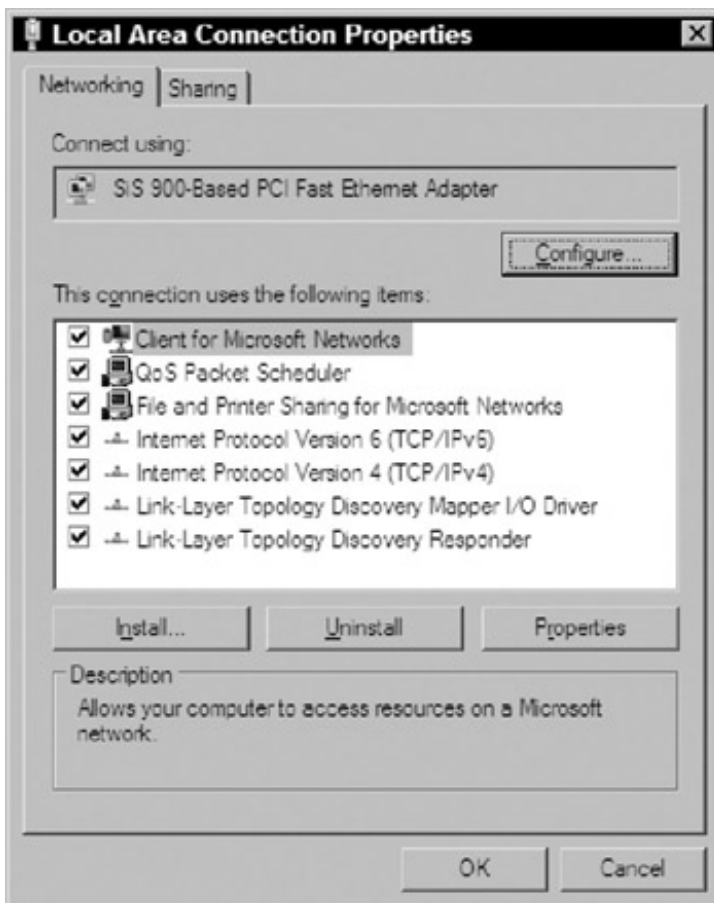 Local Area Connection Properties
Networking
Sharing
Connect using:
SiS 900-Based PCI Fast Ethernet Adapter
Configure...
This connection uses the following items:
Client for Microsoft Networks
QoS Packet Scheduler
File and Printer Sharing for Microsoft Networks
Internet Protocol Version 6 (TCP/IPv6)
Internet Protocol Version 4 (TCP/IPv4)
Link-Layer Topology Discovery Mapper I/O Driver
Link-Layer Topology Discovery Responder
Install...
Uninstall
Properties
Description
Allows your computer to access resources on a Microsoft
network.
OK
Cancel